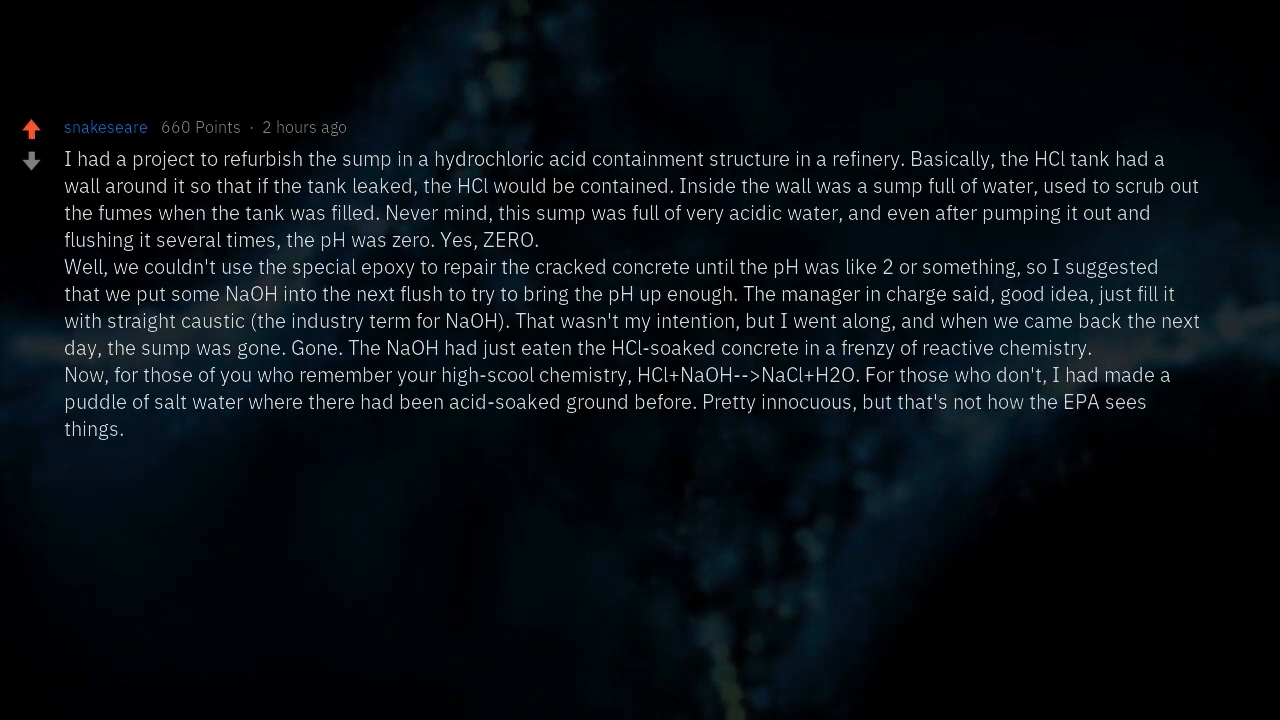 snakeseare 660 Points · 2 hours ago
I had a project to refurbish the sump in a hydrochloric acid containment structure in a refinery. Basically, the HCl tank had a
wall around it so that if the tank leaked, the HCl would be contained. Inside the wall was a sump full of water, used to scrub out
the fumes when the tank was filled. Never mind, this sump was full of very acidic water, and even after pumping it out and
flushing it several times, the pH was zero. Yes, ZERO.
Well, we couldn't use the special epoxy to repair the cracked concrete until the pH was like 2 or something, so I suggested
that we put some NaOH into the next flush to try to bring the pH up enough. The manager in charge said, good idea, just fill it
with straight caustic (the industry term for NaOH). That wasn't my intention, but I went along, and when we came back the next
day, the sump was gone. Gone. The NaOH had just eaten the HCl-soaked concrete in a frenzy of reactive chemistry.
Now, for those of you who remember your high-scool chemistry, HCl+NaOH-->NaCl+H2O. For those who don't, I had made a
puddle of salt water where there had been acid-soaked ground before. Pretty innocuous, but that's not how the EPA sees
things.